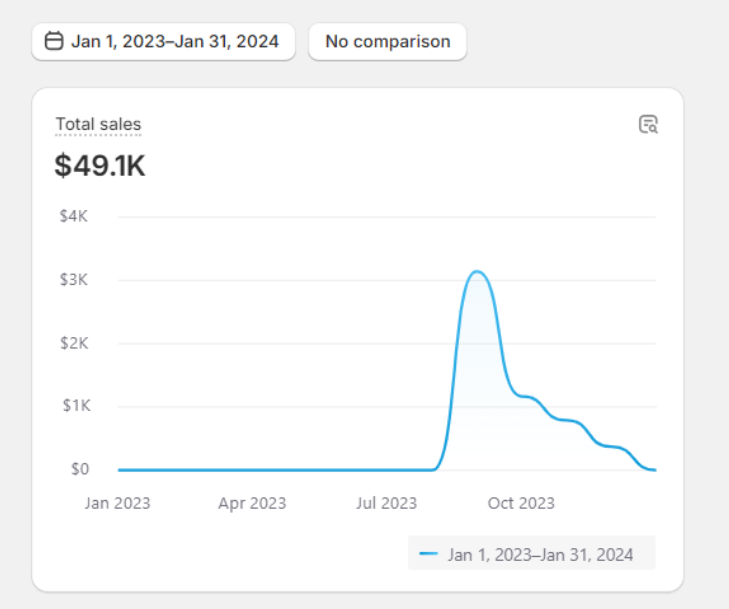 Jan 1, 2023–Jan 31, 2024 No comparison
Total sales
$49.1K
$4K
$3K
$2K
$1K
$0
Jan 2023 Apr 2023 Jul 2023 Oct 2023
Jan 1, 2023–Jan 31, 2024